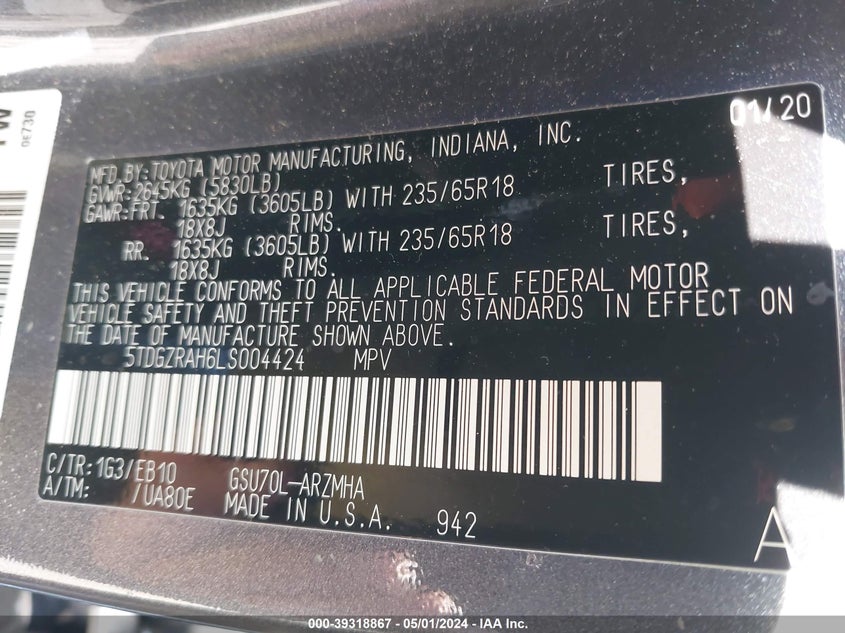 01/20
MFD.BY:TOYOTA MOTOR MANUFACTURING, INDIANA, INC.
GVWR:2645KG (5830LB)
GAWR:FRT. 1635KG (3605LB) WITH 235/65R18 TIRES,
18X8J RIMS.
RR. 1635KG (3605LB) WITH 235/65R18 TIRES,
18X8J RIMS.
THIS VEHICLE CONFORMS TO ALL APPLICABLE FEDERAL MOTOR
VEHICLE SAFETY AND THEFT PREVENTION STANDARDS IN EFFECT ON
THE DATE OF MANUFACTURE SHOWN ABOVE.
5TDGZRAH6LS004424 MPV
C/TR:1G3/EB10 GSU70L-ARZMHA
A/TM: /UA80E MADE IN U.S.A. 942
A
0E730
000-39318867 / 05/01/2024 - IAA Inc.